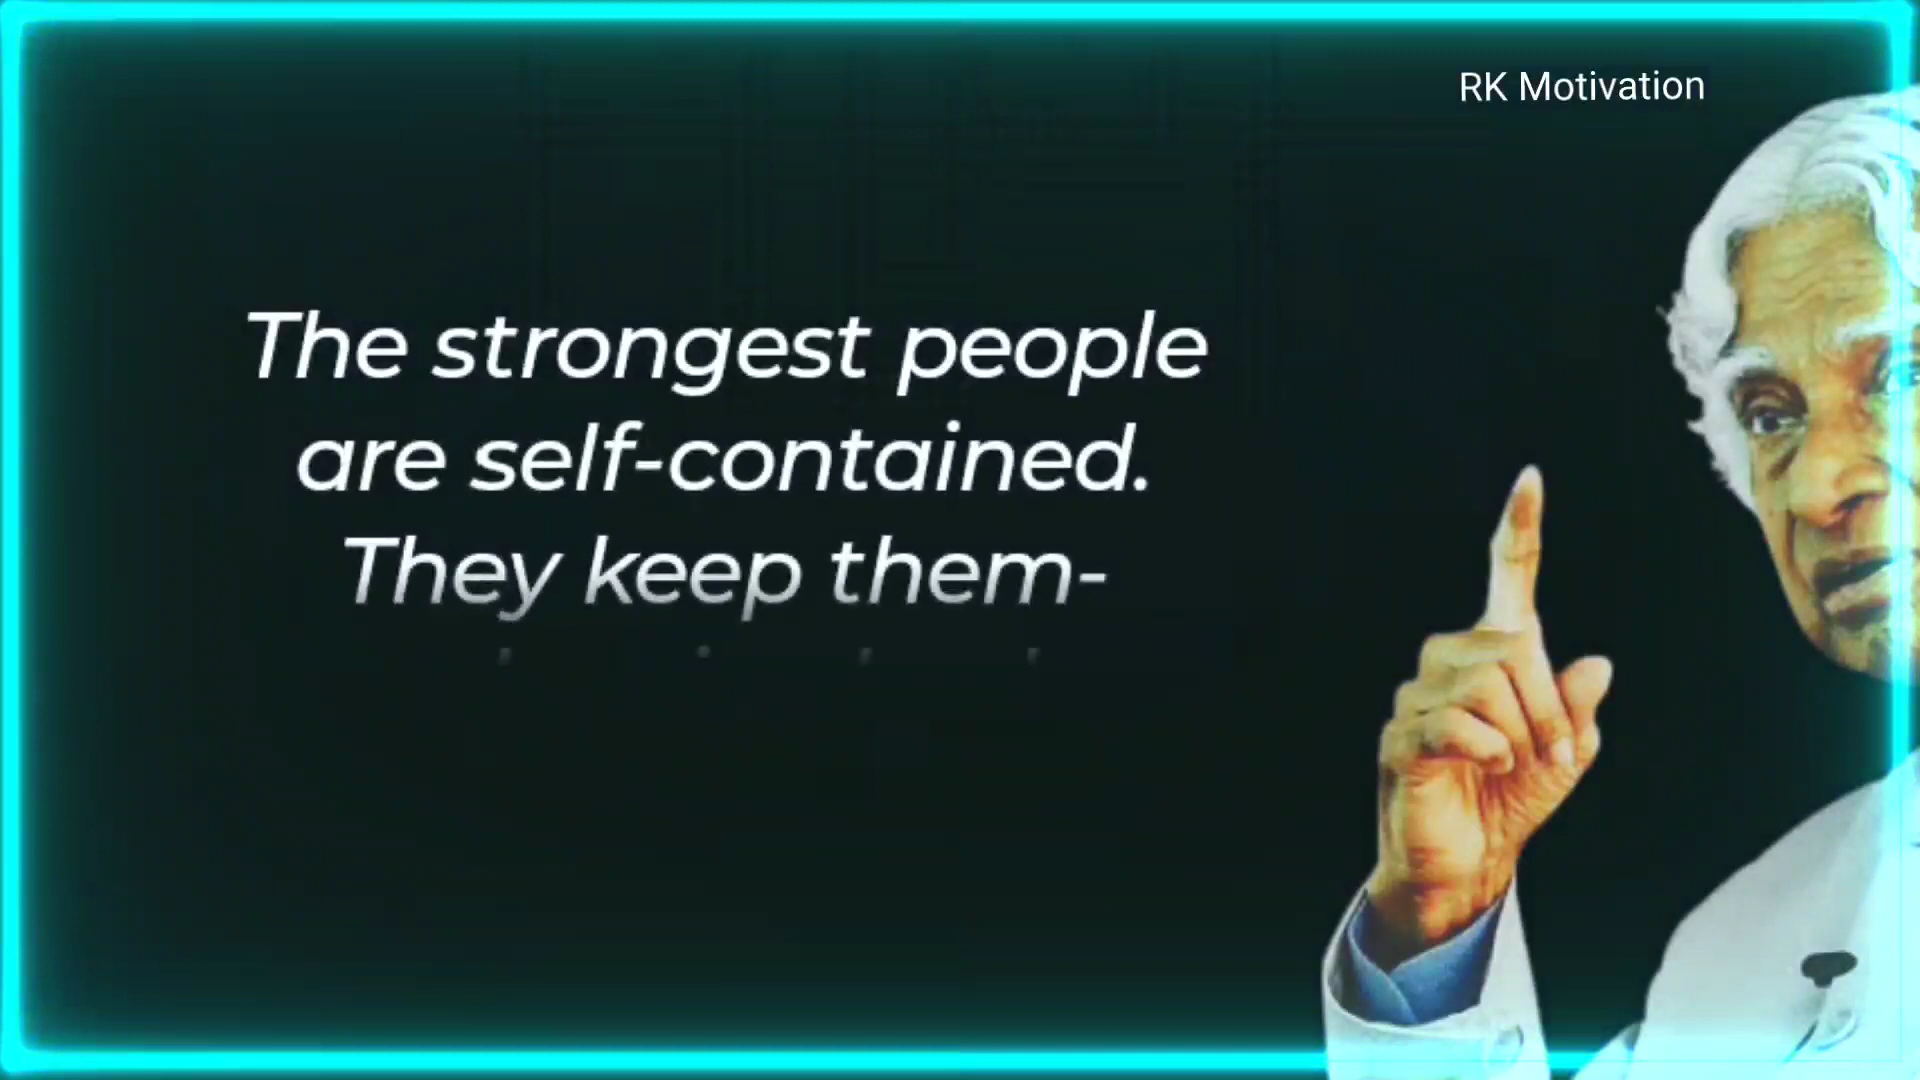 RK Motivation
The strongest people
are self-contained.
They keep them-